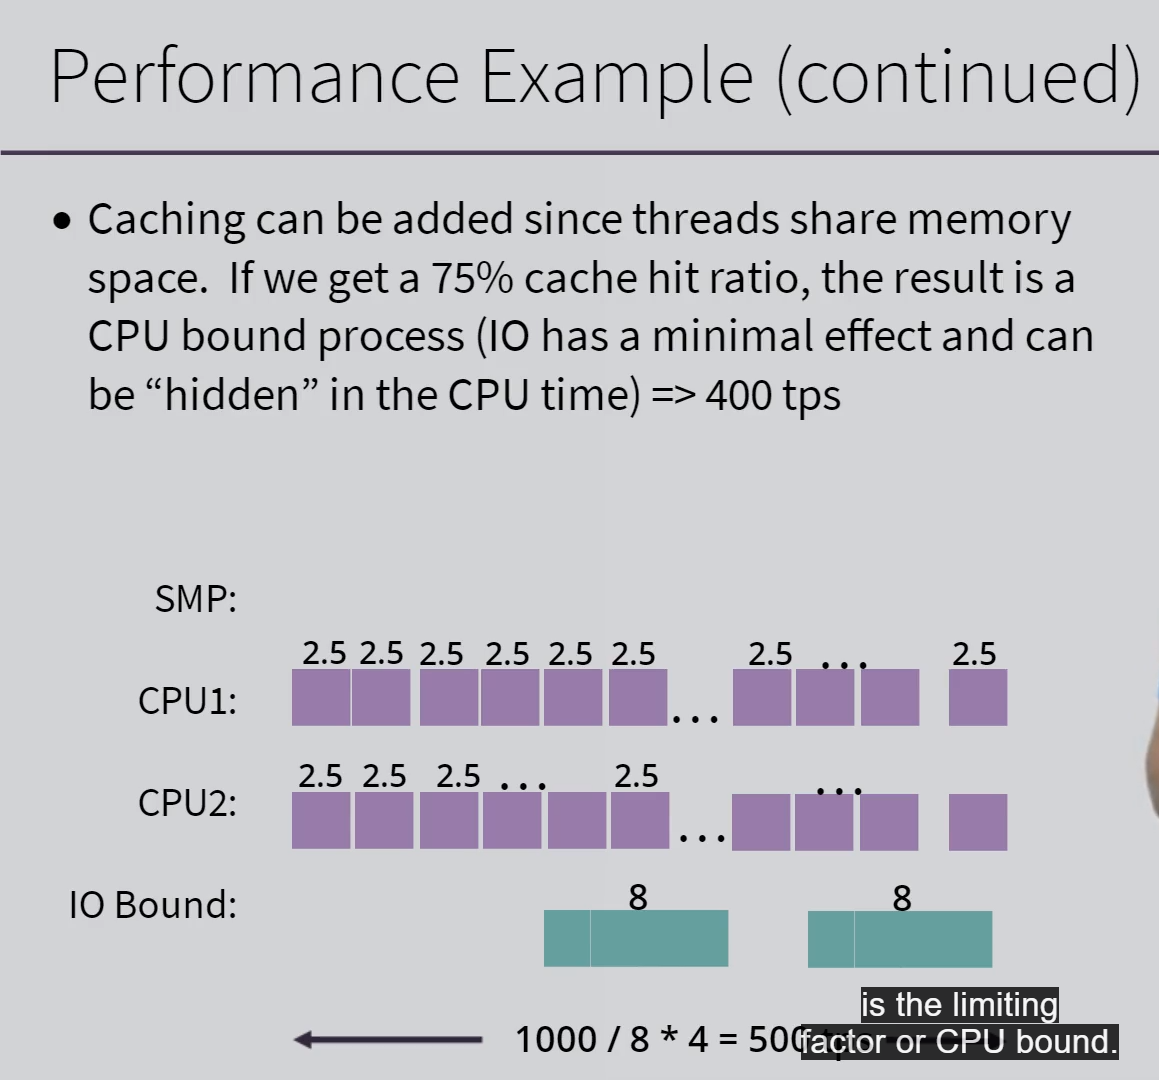 Performance Example (continued)
• Caching can be added since threads share memory
space. If we get a 75% cache hit ratio, the result is a
CPU bound process (IO has a minimal effect and can
be “hidden” in the CPU time) => 400 tps
SMP:
2.5 2.5 2.5 2.5 2.5 2.5 2.5 ... 2.5
CPU1:
...
2.5 2.5 2.5 ... 2.5 ...
CPU2:
...
8 8
IO Bound:
is the limiting
1000 / 8 * 4 = 500
factor or CPU bound.